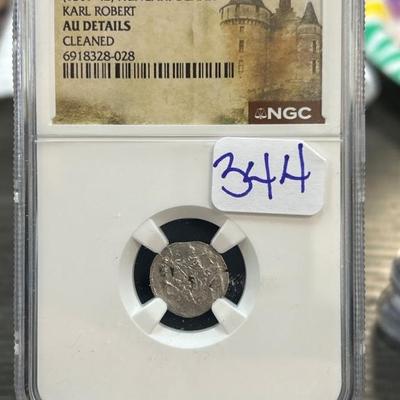 KARL ROBERT
AU DETAILS
CLEANED
6918328-028
NGC
344